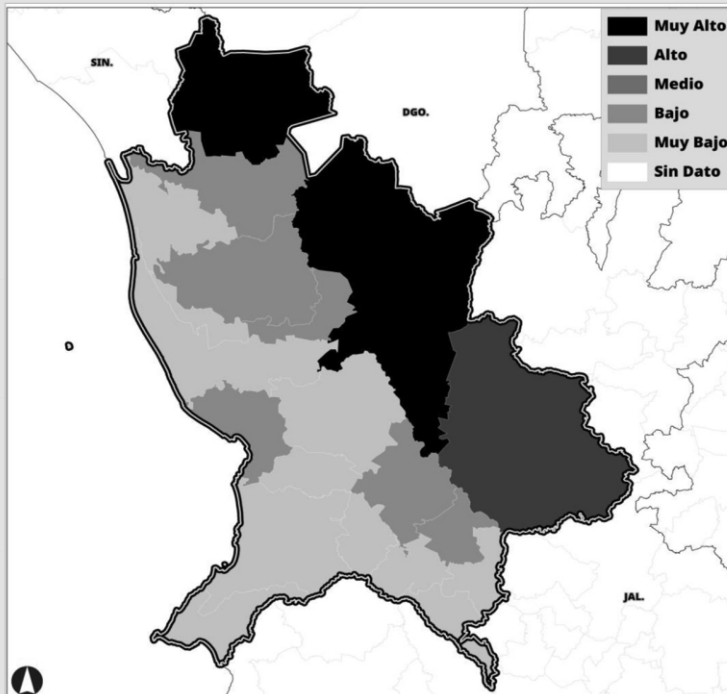 SIN.
DGO.
Muy Alto
Alto
Medio
Bajo
Muy Bajo
Sin Dato
JAL.